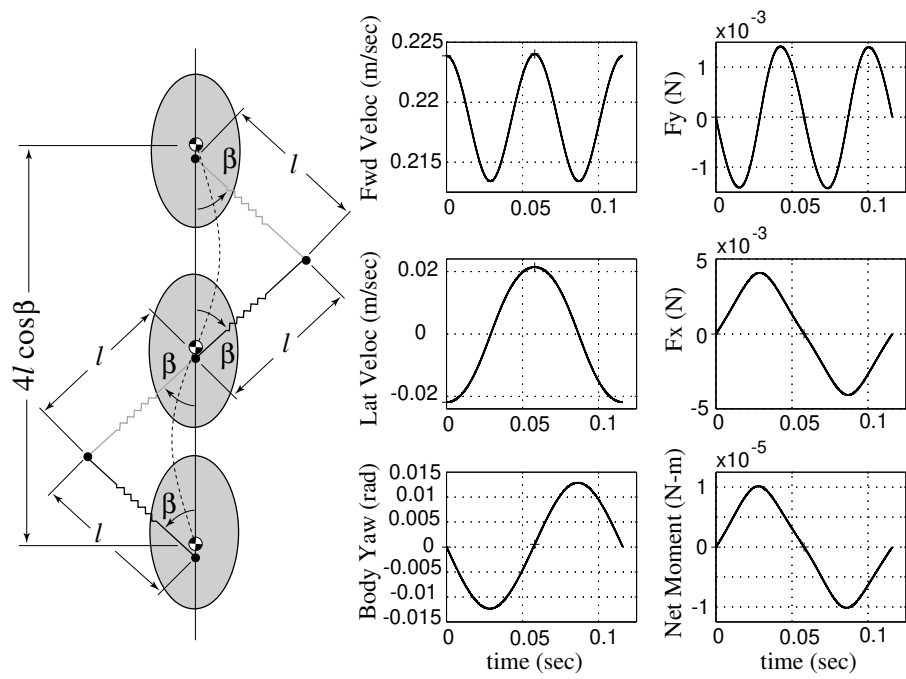 4l cosβ
β
l
β
β
l
l
β
l
Fwd Veloc (m/sec)
0.225
0.22
0.215
0 0.05 0.1
x10⁻³
Fy (N)
1
0
-1
0 0.05 0.1
Lat Veloc (m/sec)
0.02
0
-0.02
0 0.05 0.1
x10⁻³
Fx (N)
5
0
-5
0 0.05 0.1
Body Yaw (rad)
0.015
0.01
0.005
0
-0.005
-0.01
-0.015
0 0.05 0.1
time (sec)
x10⁻⁵
Net Moment (N-m)
1
0
-1
0 0.05 0.1
time (sec)